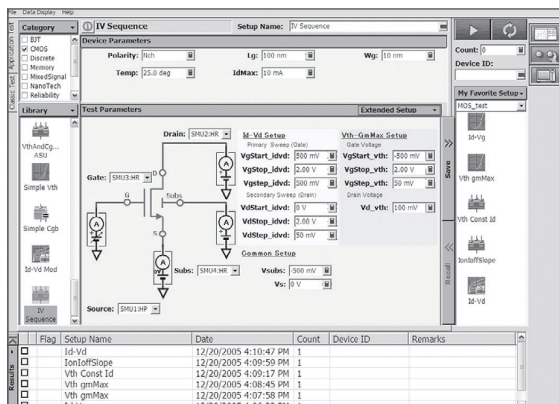 File Data Display Help
Category
BJT
CMOS
Discrete
Memory
MixedSignal
NanoTech
Reliability
Classic Test
Application Test
IV Sequence
Setup Name: IV Sequence
Device Parameters
Polarity: Nch
Lg: 100 nm
Wg: 10 nm
Temp: 25.0 deg
IdMax: 10 mA
Count: 0
Device ID:
My Favorite Setup
MOS_test
Id-Vg
Vth gmMax
Vth Const Id
IonIoffSlope
Id-Vd
Library
VthAndCg...
ASU
Simple Vth
Simple Cgb
Id-Vd Mod
IV
Sequence
Test Parameters
Extended Setup
Drain: SMU2:HR
Gate: SMU3:HR
G
D
S
Subs
A
A
A
A
Subs: SMU4:HR
Source: SMU1:HP
Id-Vd Setup
Primary Sweep (Gate)
VgStart_idvd: 500 mV
VgStop_idvd: 2.00 V
VgStep_idvd: 500 mV
Secondary Sweep (Drain)
VdStart_idvd: 0 V
VdStop_idvd: 2.00 V
VdStep_idvd: 50 mV
Vth-GmMax Setup
Gate Voltage
VgStart_vth: -500 mV
VgStop_vth: 2.00 V
VgStep_vth: 50 mV
Drain Voltage
Vd_vth: 100 mV
Common Setup
Vsubs: -500 mV
Vs: 0 V
Save
Recall
Results
Flag Setup Name Date Count Device ID Remarks
Id-Vd 12/20/2005 4:10:47 PM 1
IonIoffSlope 12/20/2005 4:09:59 PM 1
Vth Const Id 12/20/2005 4:09:17 PM 1
Vth gmMax 12/20/2005 4:08:45 PM 1
Vth gmMax 12/20/2005 4:07:58 PM 1